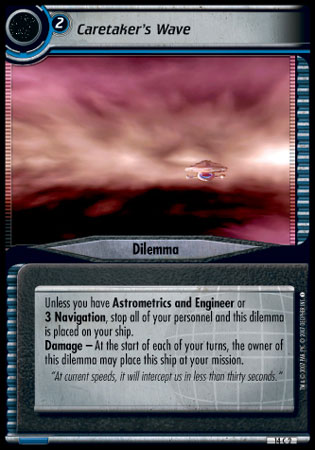 2
Caretaker's Wave
Dilemma
Unless you have Astrometrics and Engineer or
3 Navigation, stop all of your personnel and this dilemma
is placed on your ship.
Damage – At the start of each of your turns, the owner of
this dilemma may place this ship at mission.
"At current speeds, it will intercept us in less than thirty seconds."
14 C 2